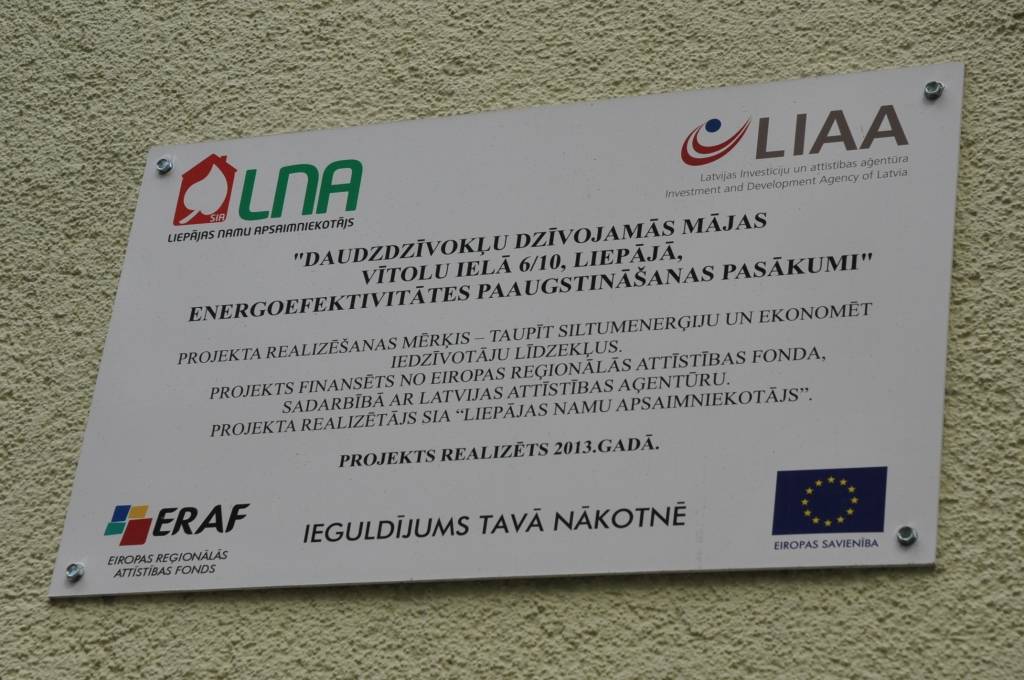 SIA LNA
LIEPĀJAS NAMU APSAIMNIEKOTĀJS
LIAA
Latvijas Investīciju un attīstības aģentūra
Investment and Development Agency of Latvia
"DAUDZDZĪVOKĻU DZĪVOJAMĀS MĀJAS
VĪTOLU IELĀ 6/10, LIEPĀJĀ,
ENERGOEFEKTIVITĀTES PAAUGSTINĀŠANAS PASĀKUMI"
PROJEKTA REALIZĒŠANAS MĒRĶIS – TAUPĪT SILTUMENERĢIJU UN EKONOMĒT
IEDZĪVOTĀJU LĪDZEKĻUS.
PROJEKTS FINANSĒTS NO EIROPAS REĢIONĀLĀS ATTĪSTĪBAS FONDA,
SADARBĪBĀ AR LATVIJAS ATTĪSTĪBAS AĢENTŪRU.
PROJEKTA REALIZĒTĀJS SIA “LIEPĀJAS NAMU APSAIMNIEKOTĀJS”.
PROJEKTS REALIZĒTS 2013.GADĀ.
ERAF
EIROPAS REĢIONĀLĀS
ATTĪSTĪBAS FONDS
IEGULDĪJUMS TAVĀ NĀKOTNĒ
EIROPAS SAVIENĪBA